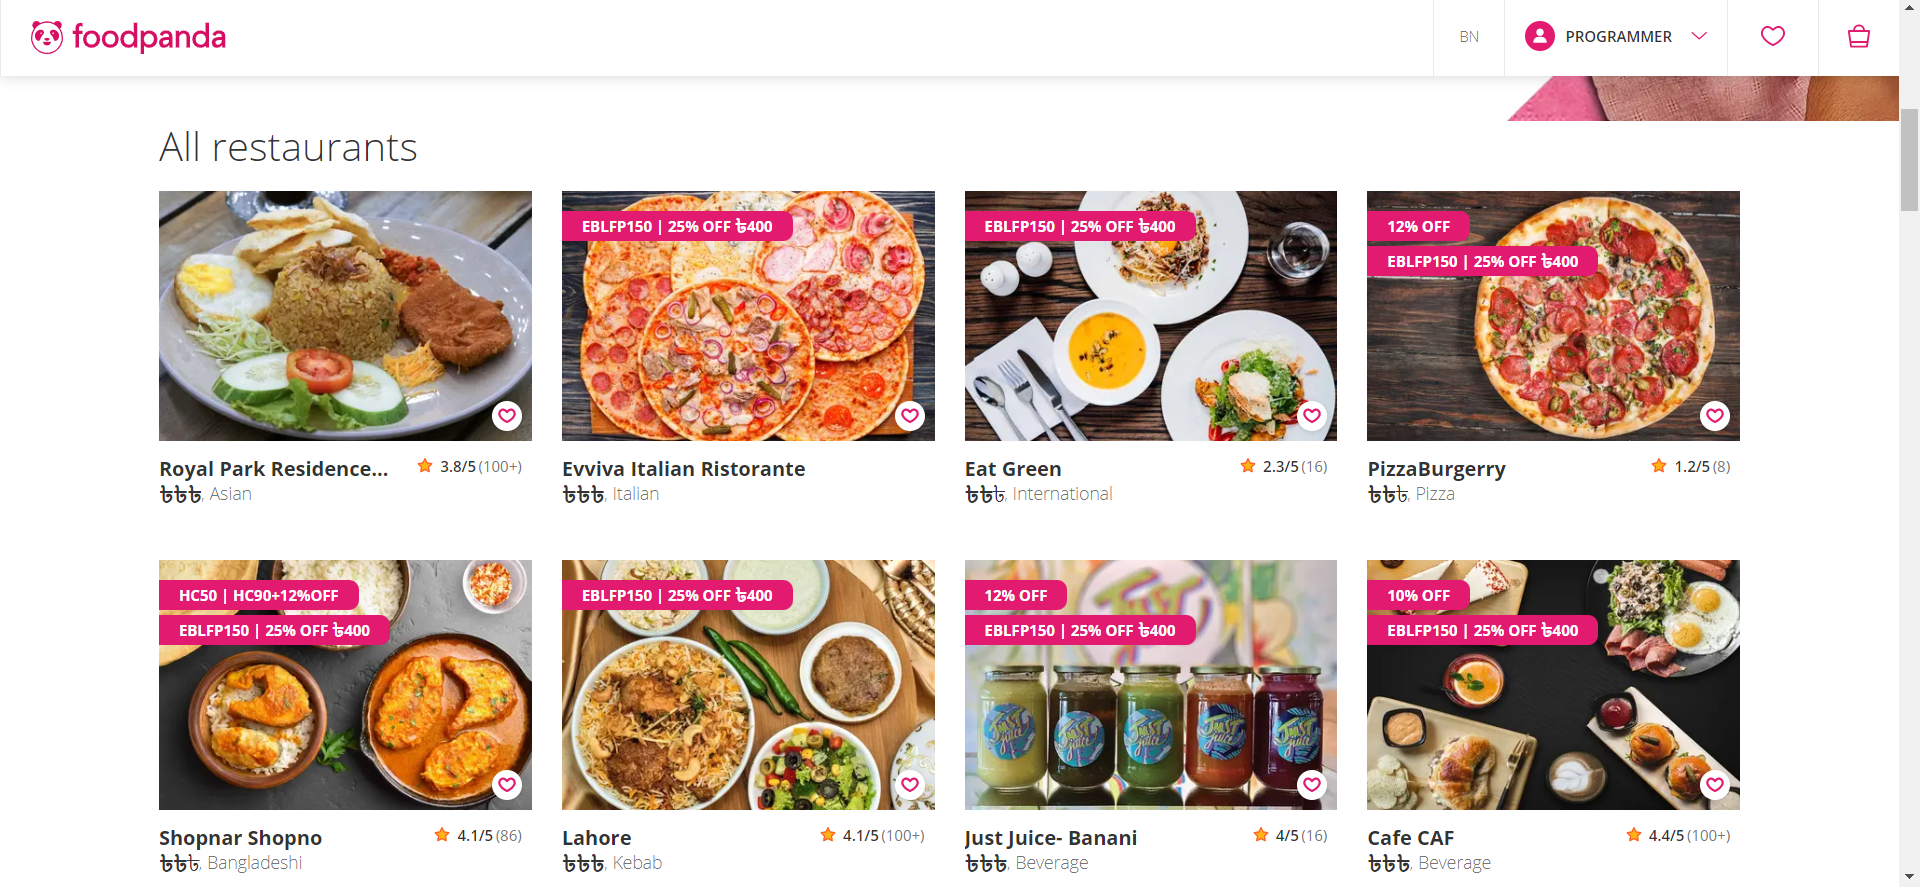 foodpanda
BN
PROGRAMMER
All restaurants
EBLFP150 | 25% OFF ৳400
EBLFP150 | 25% OFF ৳400
12% OFF
EBLFP150 | 25% OFF ৳400
Royal Park Residence... 3.8/5 (100+)
৳৳৳, Asian
Evviva Italian Ristorante
৳৳৳, Italian
Eat Green 2.3/5 (16)
৳৳৳, International
PizzaBurgerry 1.2/5 (8)
৳৳৳, Pizza
HC50 | HC90+12%OFF
EBLFP150 | 25% OFF ৳400
EBLFP150 | 25% OFF ৳400
12% OFF
EBLFP150 | 25% OFF ৳400
10% OFF
EBLFP150 | 25% OFF ৳400
Shopnar Shopno 4.1/5 (86)
৳৳৳, Bangladeshi
Lahore 4.1/5 (100+)
৳৳৳, Kebab
Just Juice- Banani 4/5 (16)
৳৳৳, Beverage
Cafe CAF 4.4/5 (100+)
৳৳৳, Beverage